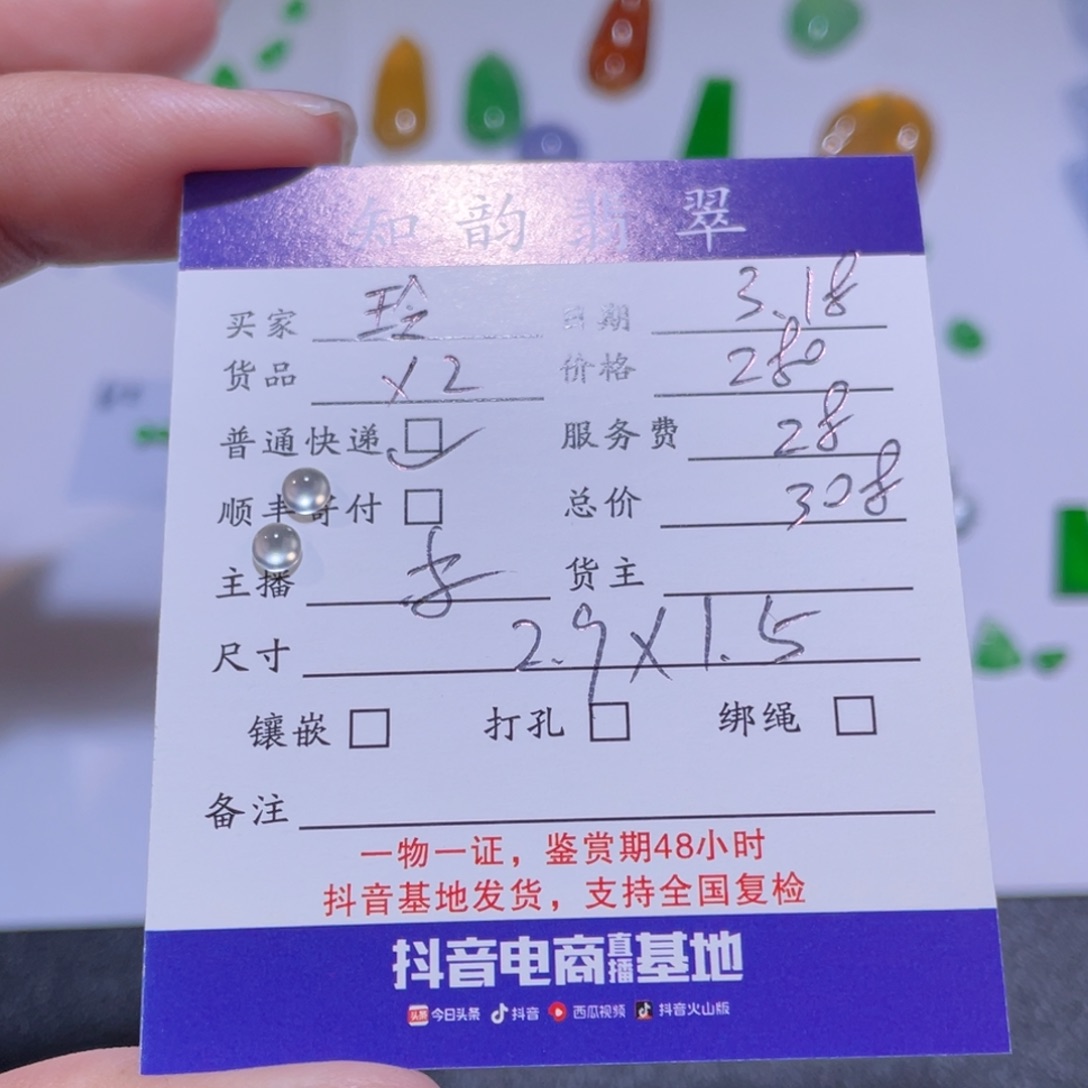 知韵翡翠
买家 玲 日期 3.18
货品 x2 价格 280
普通快递 服务费 28
顺丰寄付 总价 308
主播 货主
尺寸 2.9x1.5
镶嵌 打孔 绑绳
备注
一物一证，鉴赏期48小时
抖音基地发货，支持全国复检
抖音电商直播基地
头条 今日头条 抖音 西瓜视频 抖音火山版